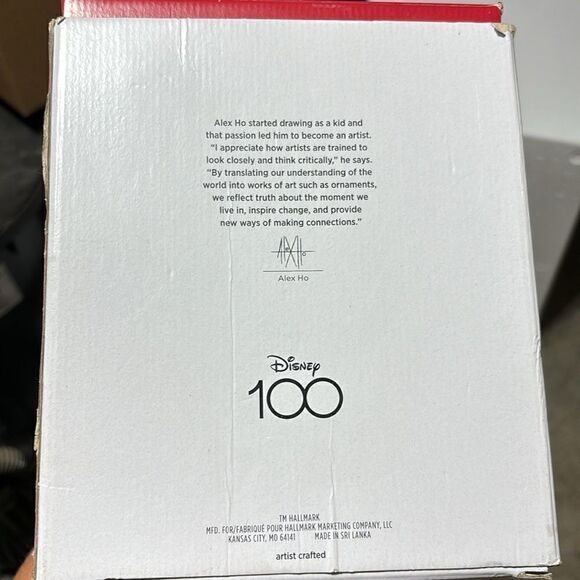 Alex Ho started drawing as a kid and
that passion led him to become an artist.
"I appreciate how artists are trained to
look closely and think critically," he says.
"By translating our understanding of the
world into works of art such as ornaments,
we reflect truth about the moment we
live in, inspire change, and provide
new ways of making connections."
Alex Ho
Alex Ho
Disney
100
TM HALLMARK
MFD. FOR/FABRIQUÉ POUR HALLMARK MARKETING COMPANY, LLC
KANSAS CITY, MO 64141 MADE IN SRI LANKA
artist crafted